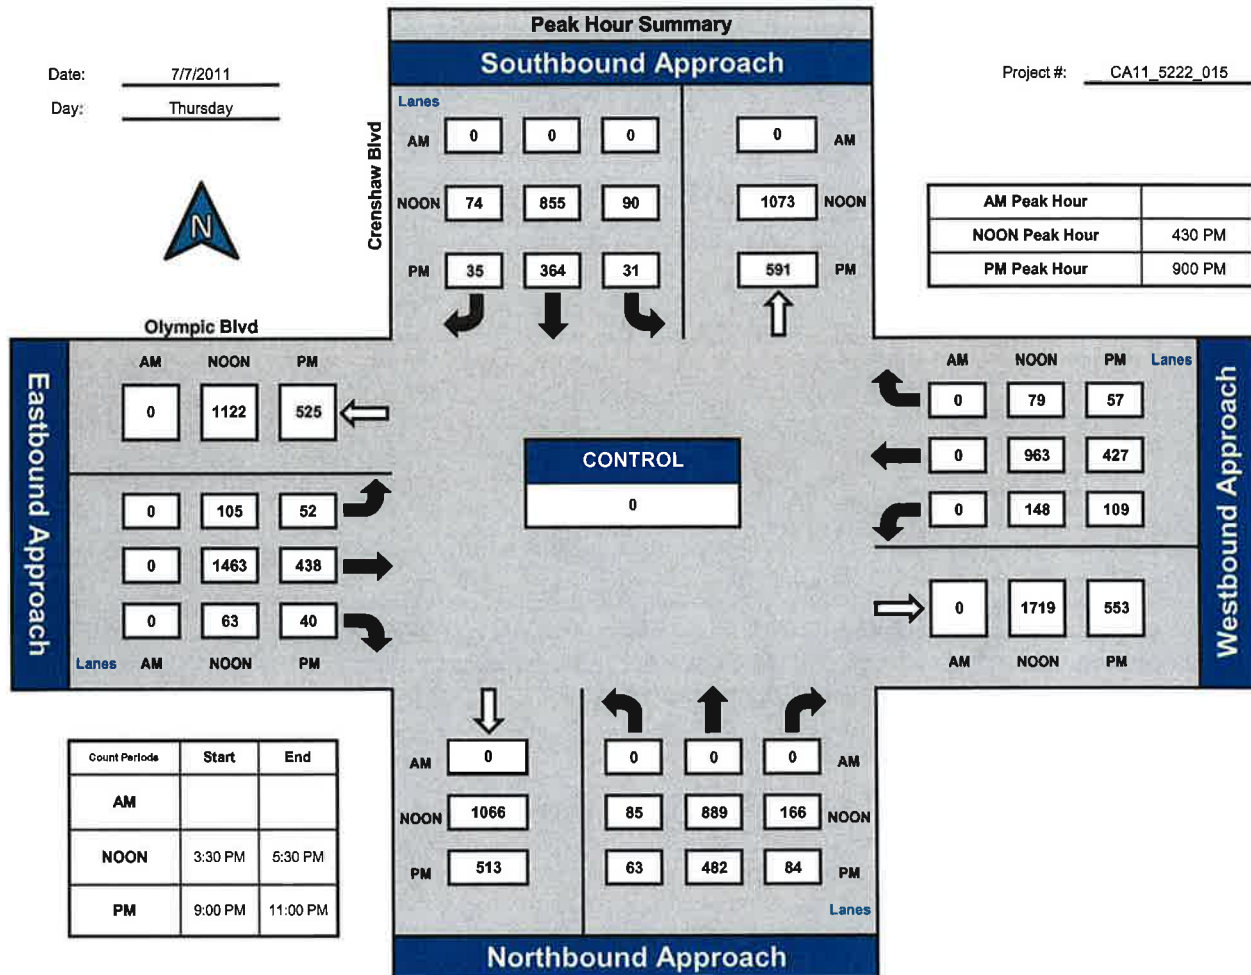 Peak Hour Summary
Southbound Approach
Date: 7/7/2011
Day: Thursday
Project #: CA11_5222_015
N
Crenshaw Blvd
Lanes
AM 0 0 0 0 AM
NOON 74 855 90 1073 NOON
PM 35 364 31 591 PM
AM Peak Hour
NOON Peak Hour 430 PM
PM Peak Hour 900 PM
Olympic Blvd
Eastbound Approach
AM NOON PM
0 1122 525
0 105 52
0 1463 438
0 63 40
Lanes AM NOON PM
CONTROL
0
AM NOON PM Lanes
0 79 57
0 963 427
0 148 109
0 1719 553
AM NOON PM
Westbound Approach
Count Periods Start End
AM
NOON 3:30 PM 5:30 PM
PM 9:00 PM 11:00 PM
AM 0 0 0 0 AM
NOON 1066 85 889 166 NOON
PM 513 63 482 84 PM
Lanes
Northbound Approach